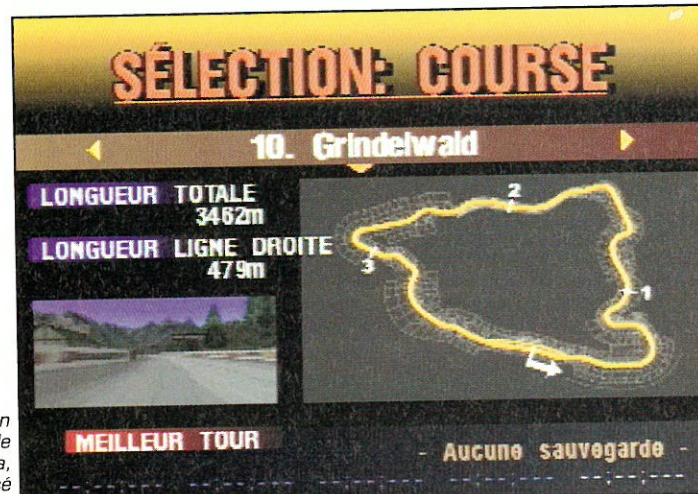 SÉLECTION: COURSE
10. Grindelwald
LONGUEUR TOTALE
3462m
LONGUEUR LIGNE DROITE
479m
2
3
1
MEILLEUR TOUR
- Aucune sauvegarde -